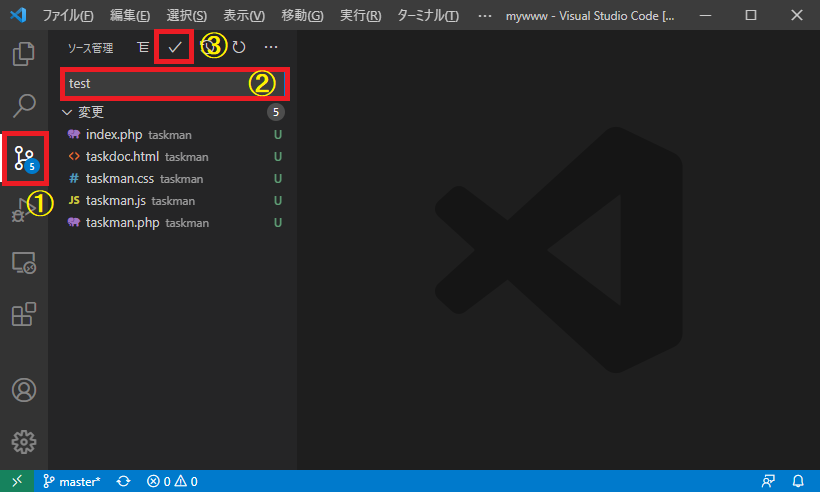 ファイル(F) 編集(E) 選択(S) 表示(V) 移動(G) 実行(R) ターミナル(T) ··· mywww - Visual Studio Code [...
ソース管理 ③ ···
test ②
変更 5
index.php taskman U
<> taskdoc.html taskman U
# taskman.css taskman U
JS taskman.js taskman U
taskman.php taskman U
5
①
master* 0 0